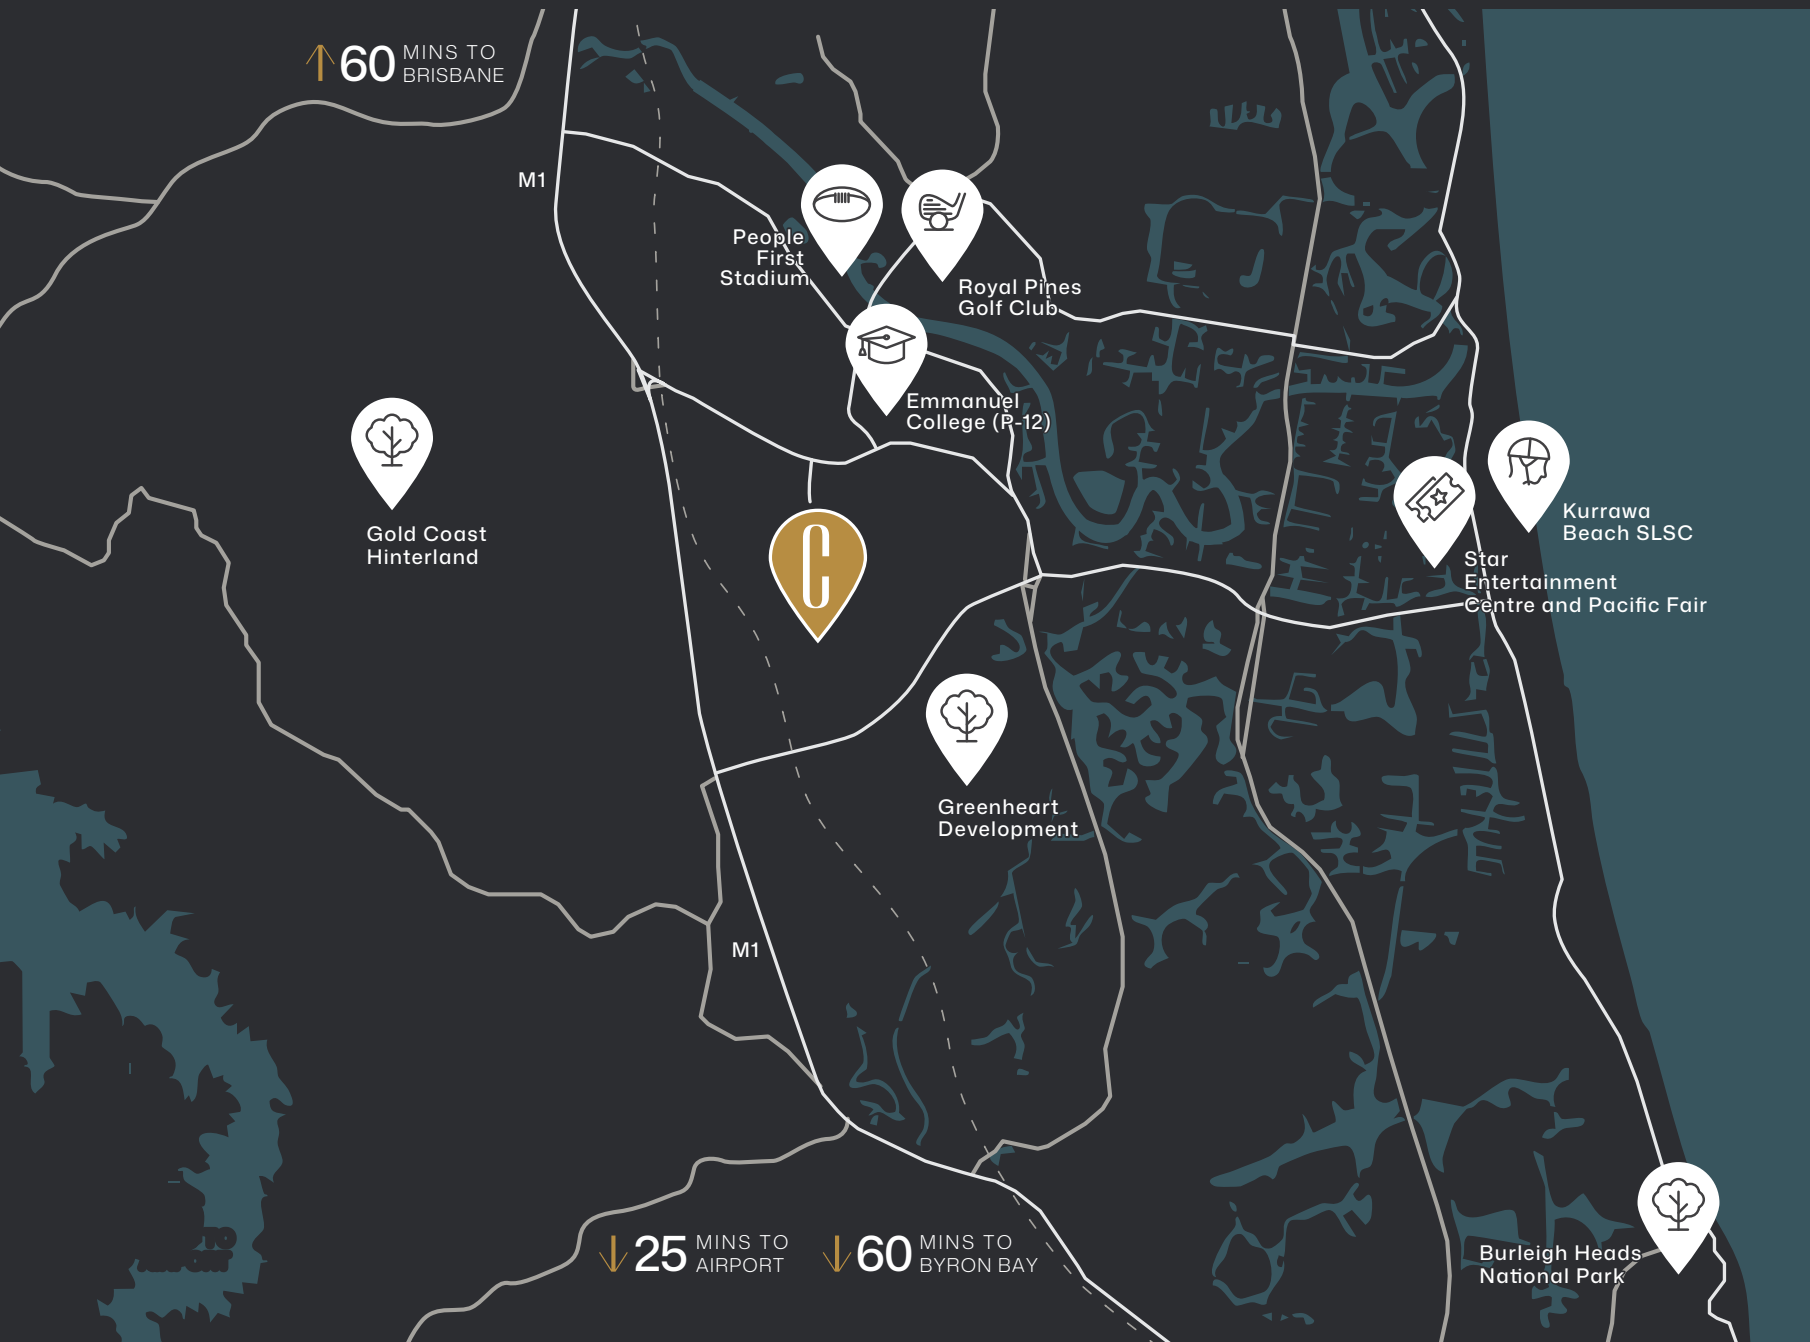 60 MINS TO
BRISBANE
M1
People
First
Stadium
Royal Pines
Golf Club
Emmanuel
College (P-12)
Gold Coast
Hinterland
C
Kurrawa
Beach SLSC
Star
Entertainment
Centre and Pacific Fair
Greenheart
Development
M1
25 MINS TO
AIRPORT
60 MINS TO
BYRON BAY
Burleigh Heads
National Park